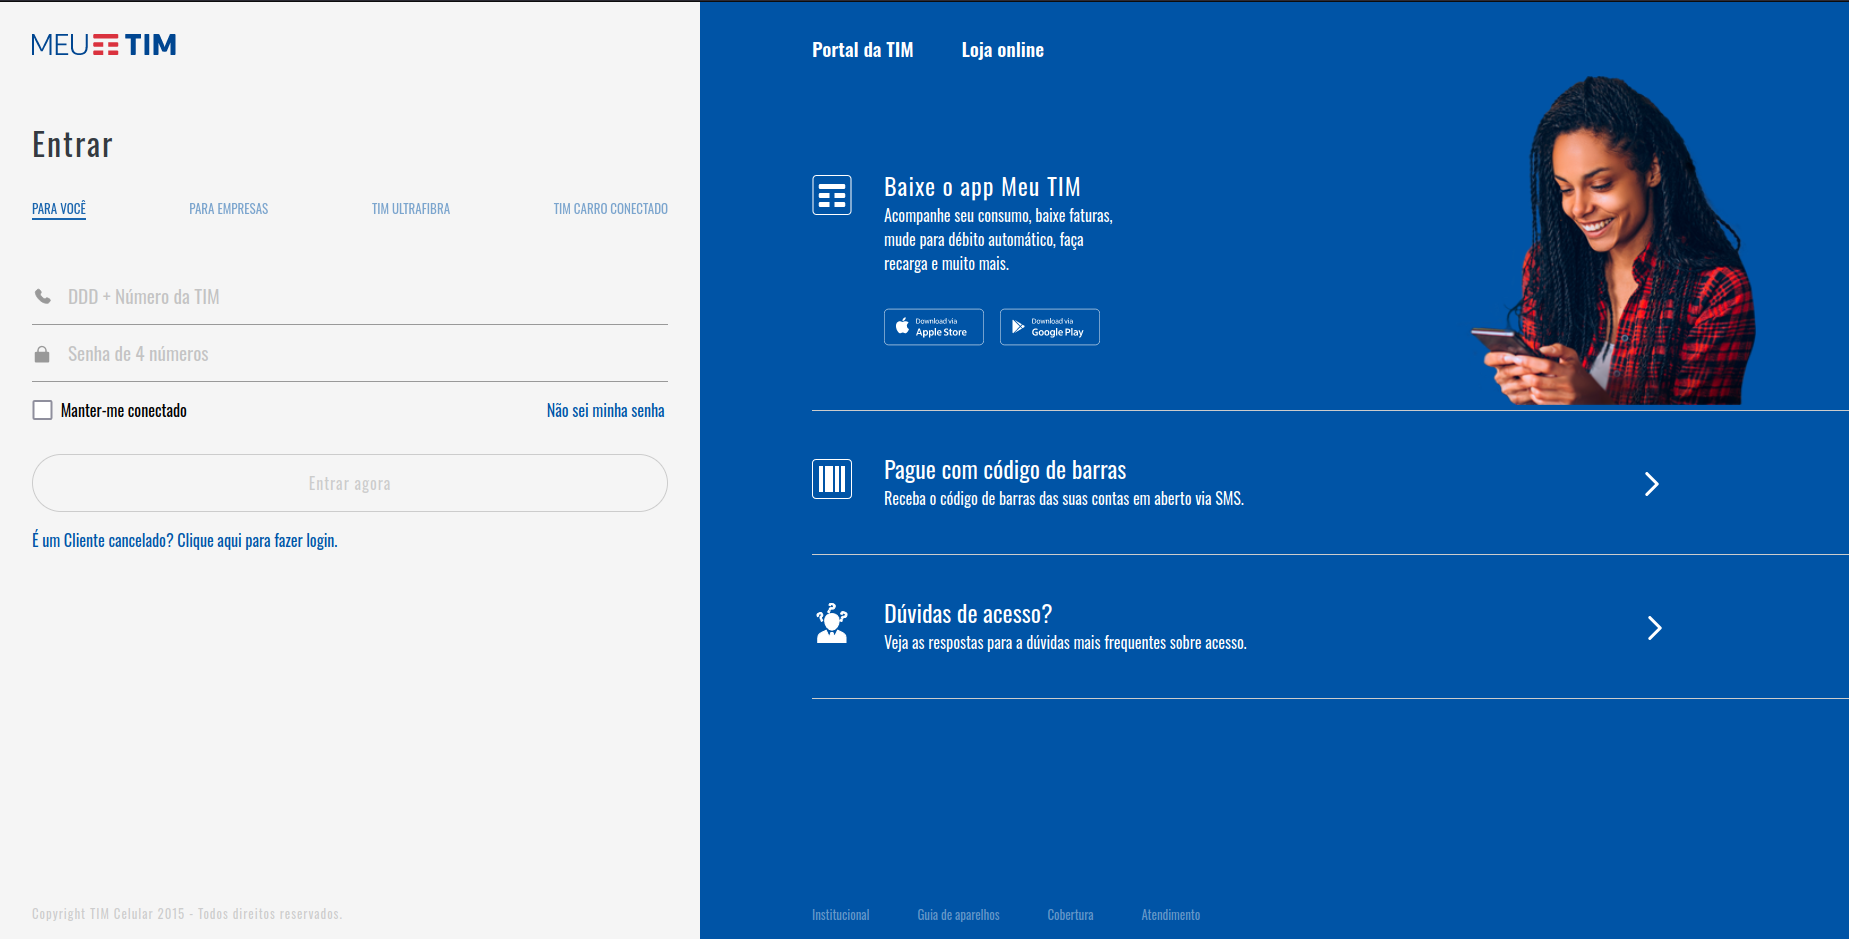 MEU TIM
Entrar
PARA VOCÊ
PARA EMPRESAS
TIM ULTRAFIBRA
TIM CARRO CONECTADO
DDD + Número da TIM
Senha de 4 números
Manter-me conectado
Não sei minha senha
Entrar agora
É um Cliente cancelado? Clique aqui para fazer login.
Copyright TIM Celular 2015 - Todos direitos reservados.
Portal da TIM
Loja online
Baixe o app Meu TIM
Acompanhe seu consumo, baixe faturas,
mude para débito automático, faça
recarga e muito mais.
Download via
Apple Store
Download via
Google Play
Pague com código de barras
Receba o código de barras das suas contas em aberto via SMS.
Dúvidas de acesso?
Veja as respostas para a dúvidas mais frequentes sobre acesso.
Institucional
Guia de aparelhos
Cobertura
Atendimento